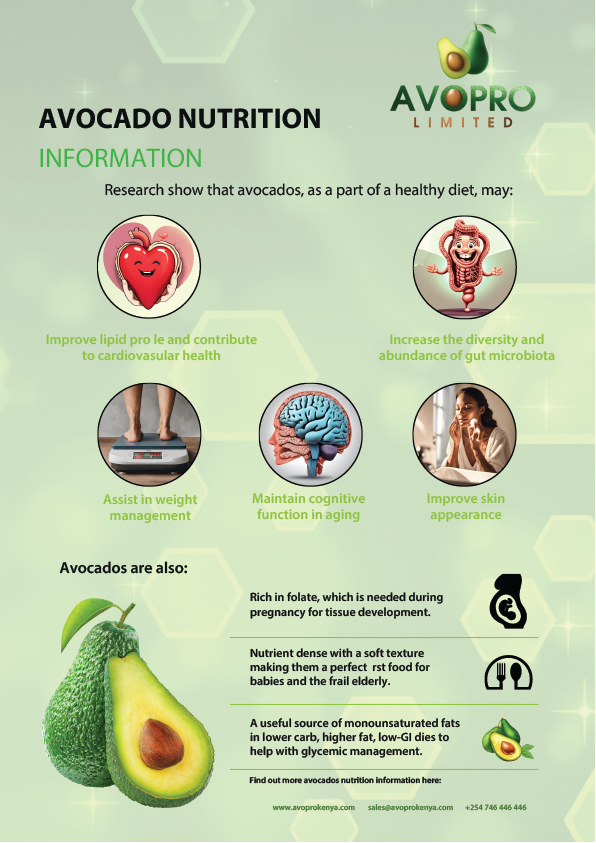 AVOPRO
LIMITED
AVOCADO NUTRITION
INFORMATION
Research show that avocados, as a part of a healthy diet, may:
Improve lipid pro le and contribute
to cardiovasular health
Increase the diversity and
abundance of gut microbiota
Assist in weight
management
Maintain cognitive
function in aging
Improve skin
appearance
Avocados are also:
Rich in folate, which is needed during
pregnancy for tissue development.
Nutrient dense with a soft texture
making them a perfect  rst food for
babies and the frail elderly.
A useful source of monounsaturated fats
in lower carb, higher fat, low-GI dies to
help with glycemic management.
Find out more avocados nutrition information here:
www.avoprokenya.com sales@avoprokenya.com +254 746 446 446